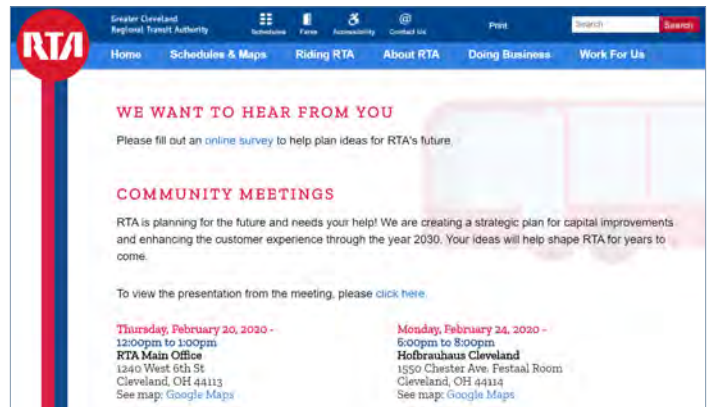 Greater Cleveland
Regional Transit Authority
Schedules
Fares
Accessibility
Contact Us
Print
Search
Search
RTA
Home
Schedules & Maps
Riding RTA
About RTA
Doing Business
Work For Us
WE WANT TO HEAR FROM YOU
Please fill out an online survey to help plan ideas for RTA's future.
COMMUNITY MEETINGS
RTA is planning for the future and needs your help! We are creating a strategic plan for capital improvements
and enhancing the customer experience through the year 2030. Your ideas will help shape RTA for years to
come.
To view the presentation from the meeting, please click here.
Thursday, February 20, 2020 -
12:00pm to 1:00pm
RTA Main Office
1240 West 6th St
Cleveland, OH 44113
See map: Google Maps
Monday, February 24, 2020 -
6:00pm to 8:00pm
Hofbrauhaus Cleveland
1550 Chester Ave. Festaal Room
Cleveland, OH 44114
See map: Google Maps